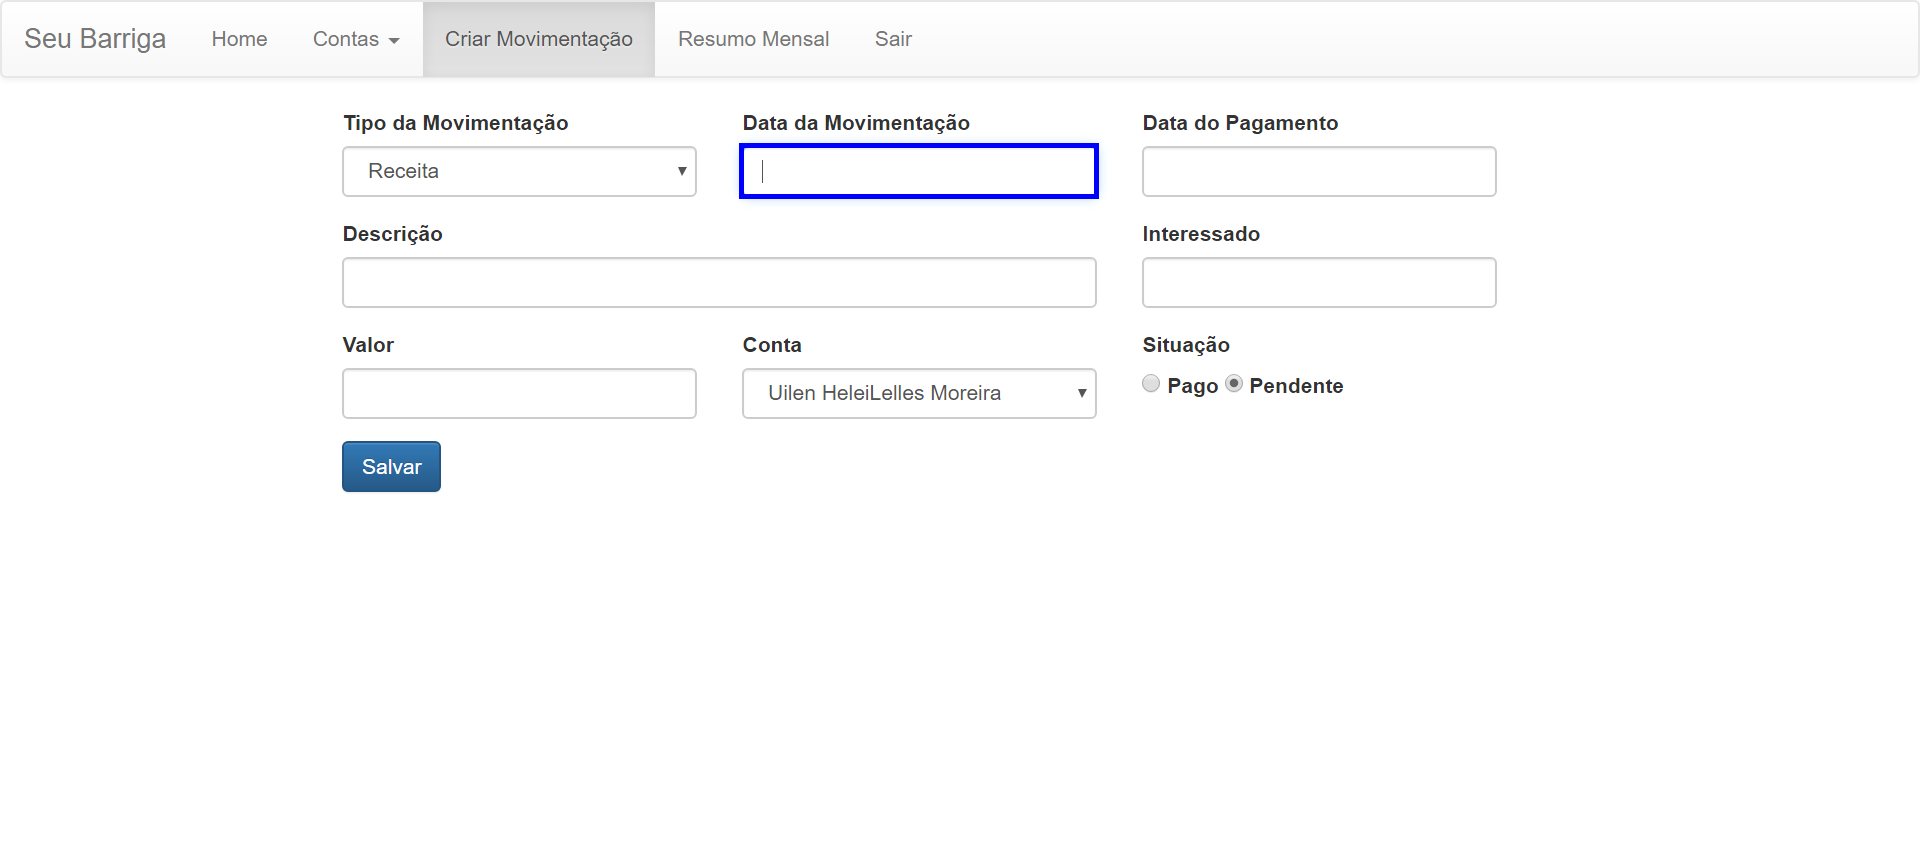 Seu Barriga Home Contas Criar Movimentação Resumo Mensal Sair
Tipo da Movimentação Data da Movimentação Data do Pagamento
Receita
Descrição Interessado
Valor Conta Situação
Uilen HeleiLelles Moreira Pago Pendente
Salvar